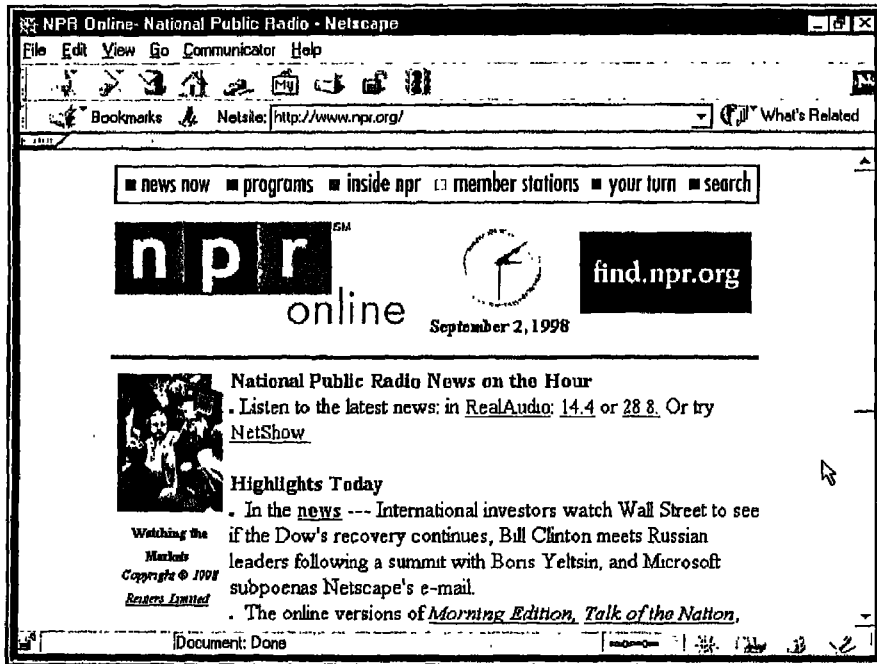 NPR Online- National Public Radio - Netscape
File Edit View Go Communicator Help
My
Bookmarks Netsite: http://www.npr.org/ What's Related
news now programs inside npr member stations your turn search
npr SM
online
September 2, 1998
find.npr.org
National Public Radio News on the Hour
. Listen to the latest news: in RealAudio: 14.4 or 28 8. Or try
NetShow
Highlights Today
. In the news --- International investors watch Wall Street to see
if the Dow's recovery continues, Bill Clinton meets Russian
leaders following a summit with Boris Yeltsin, and Microsoft
subpoenas Netscape's e-mail.
. The online versions of Morning Edition, Talk of the Nation,
Watching the
Markets
Copyright © 1998
Reuters Limited
Document: Done